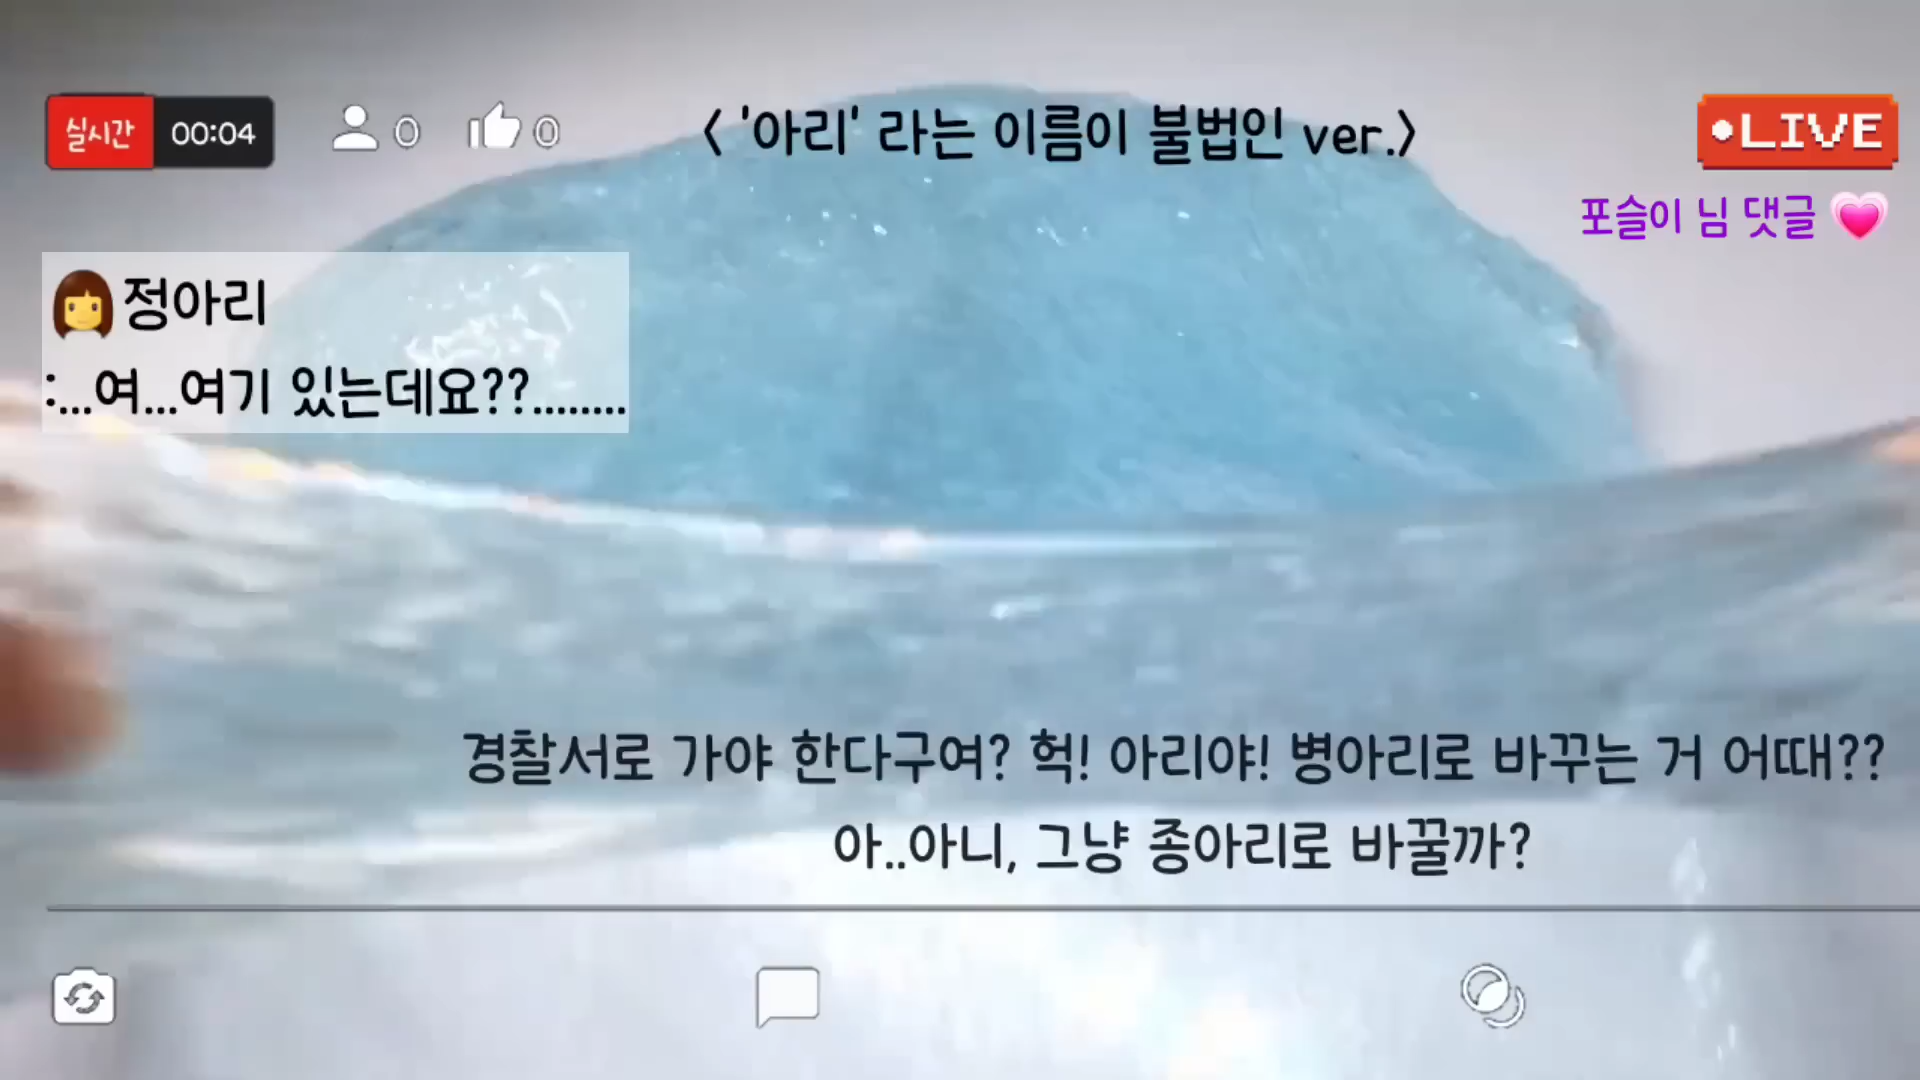 실시간 00:04 0 0 < '아리' 라는 이름이 불법인 ver.> LIVE
포슬이 님 댓글
정아리
:...여...여기 있는데요??........
경찰서로 가야 한다구여? 헉! 아리야! 병아리로 바꾸는 거 어때??
아..아니, 그냥 종아리로 바꿀까?